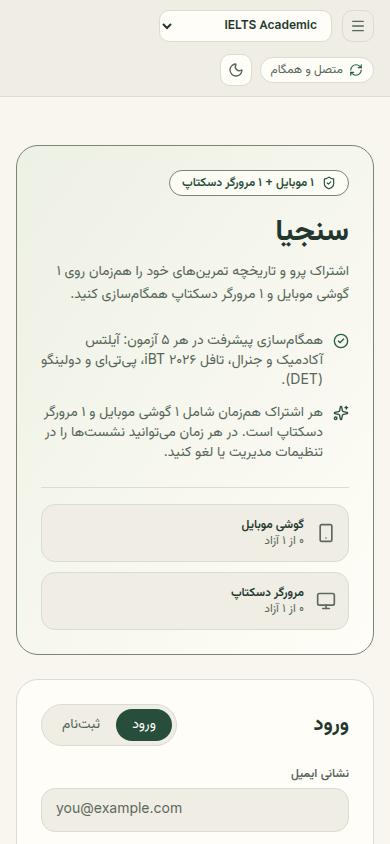 IELTS Academic
متصل و همگام
۱ موبایل + ۱ مرورگر دسکتاپ
سنجیا
اشتراک پرو و تاریخچه تمرین‌های خود را هم‌زمان روی ۱
گوشی موبایل و ۱ مرورگر دسکتاپ همگام‌سازی کنید.
همگام‌سازی پیشرفت در هر ۵ آزمون: آیلتس
آکادمیک و جنرال، تافل iBT ۲۰۲۶، پی‌تی‌ای و دولینگو
(DET).
هر اشتراک هم‌زمان شامل ۱ گوشی موبایل و ۱ مرورگر
دسکتاپ است. در هر زمان می‌توانید نشست‌ها را در
تنظیمات مدیریت یا لغو کنید.
گوشی موبایل
۰ از ۱ آزاد
مرورگر دسکتاپ
۰ از ۱ آزاد
ورود
ورود
ثبت‌نام
نشانی ایمیل
you@example.com